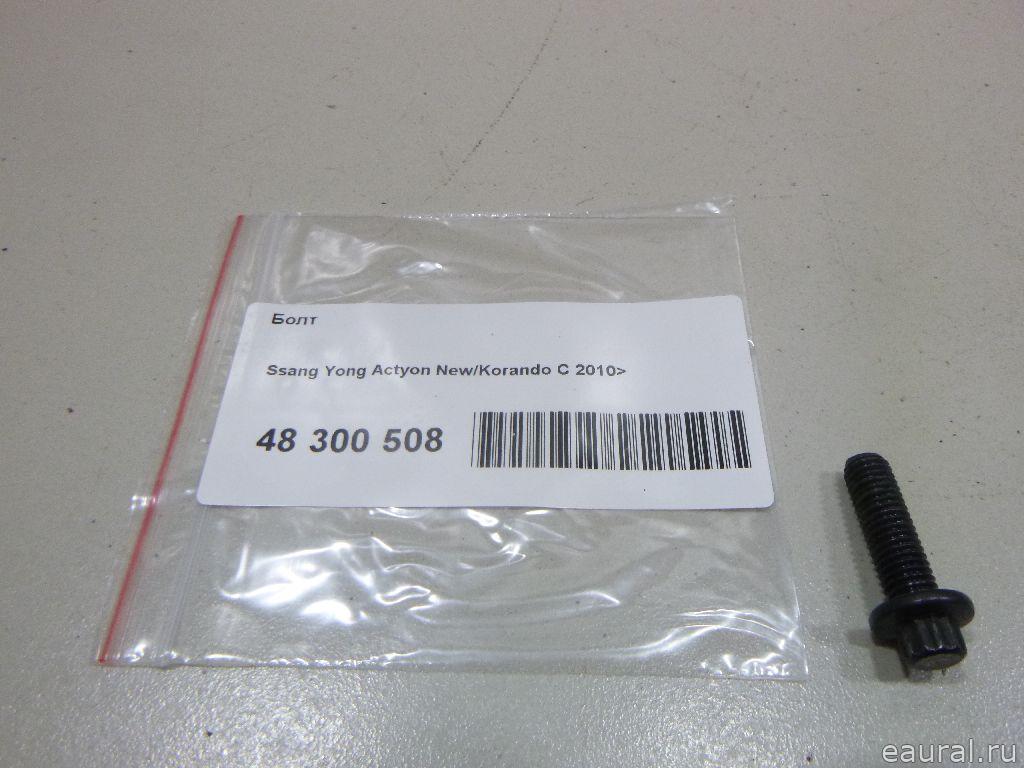 Болт
Ssang Yong Actyon New/Korando C 2010>
48 300 508
eaural.ru